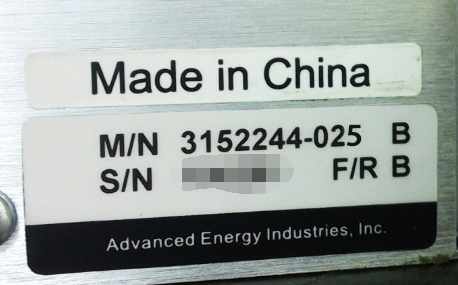 Made in China
M/N 3152244-025 B
S/N F/R B
Advanced Energy Industries, Inc.